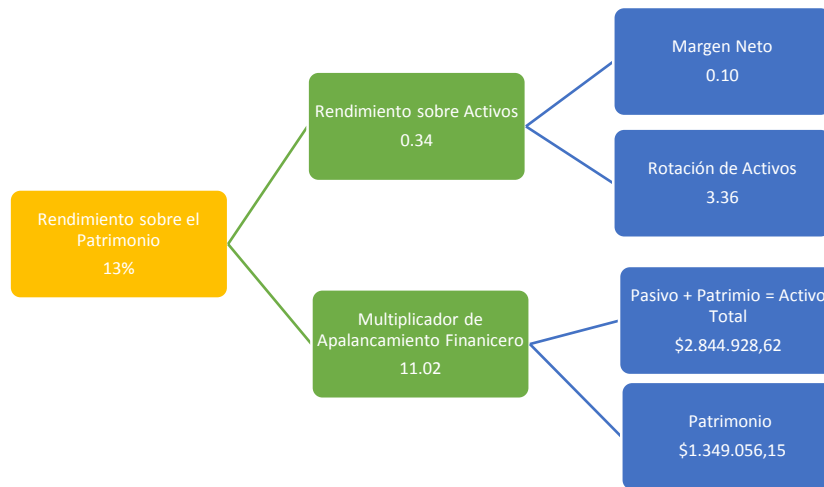 Margen Neto
0.10
Rendimiento sobre Activos
0.34
Rotación de Activos
3.36
Rendimiento sobre el
Patrimonio
13%
Pasivo + Patrimio = Activo
Total
$2.844.928,62
Multiplicador de
Apalancamiento Finanicero
11.02
Patrimonio
$1.349.056,15